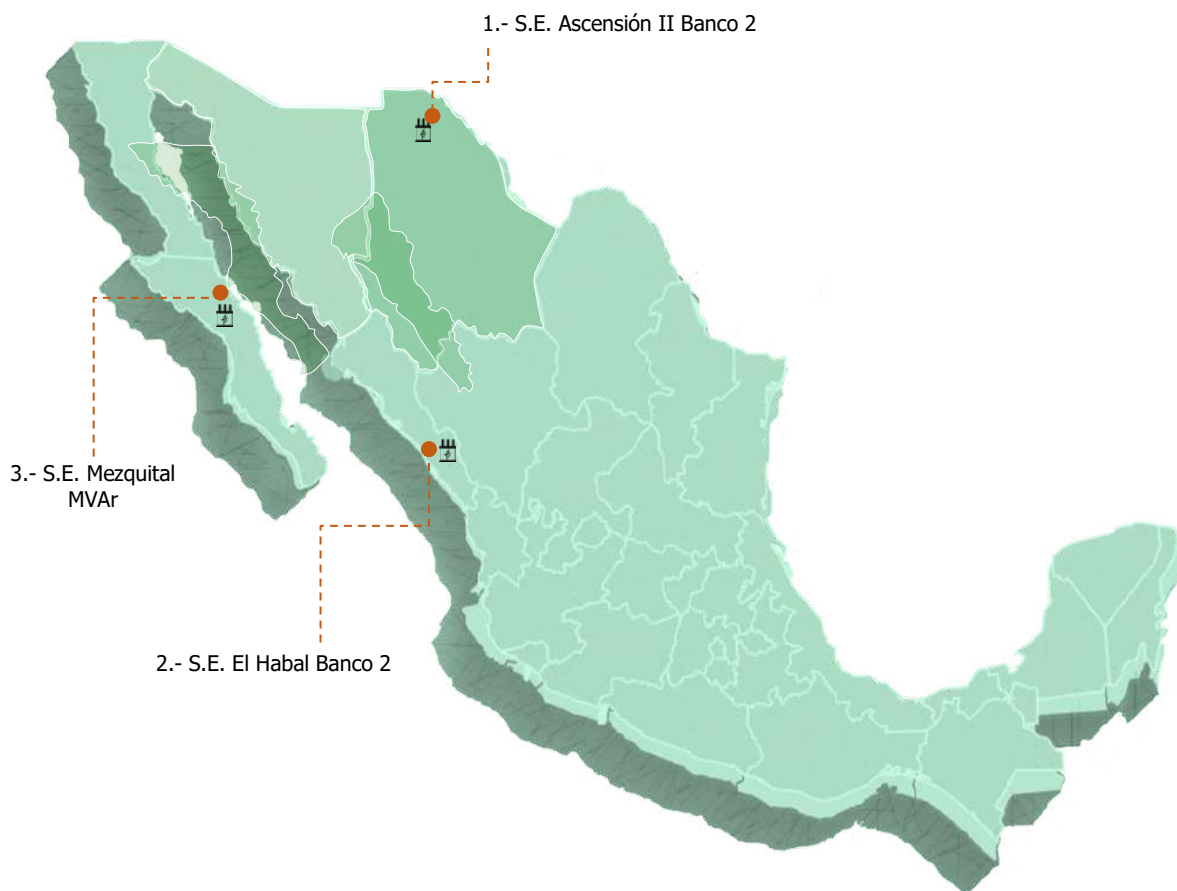 1.- S.E. Ascensión II Banco 2
3.- S.E. Mezquital
MVAr
2.- S.E. El Habal Banco 2